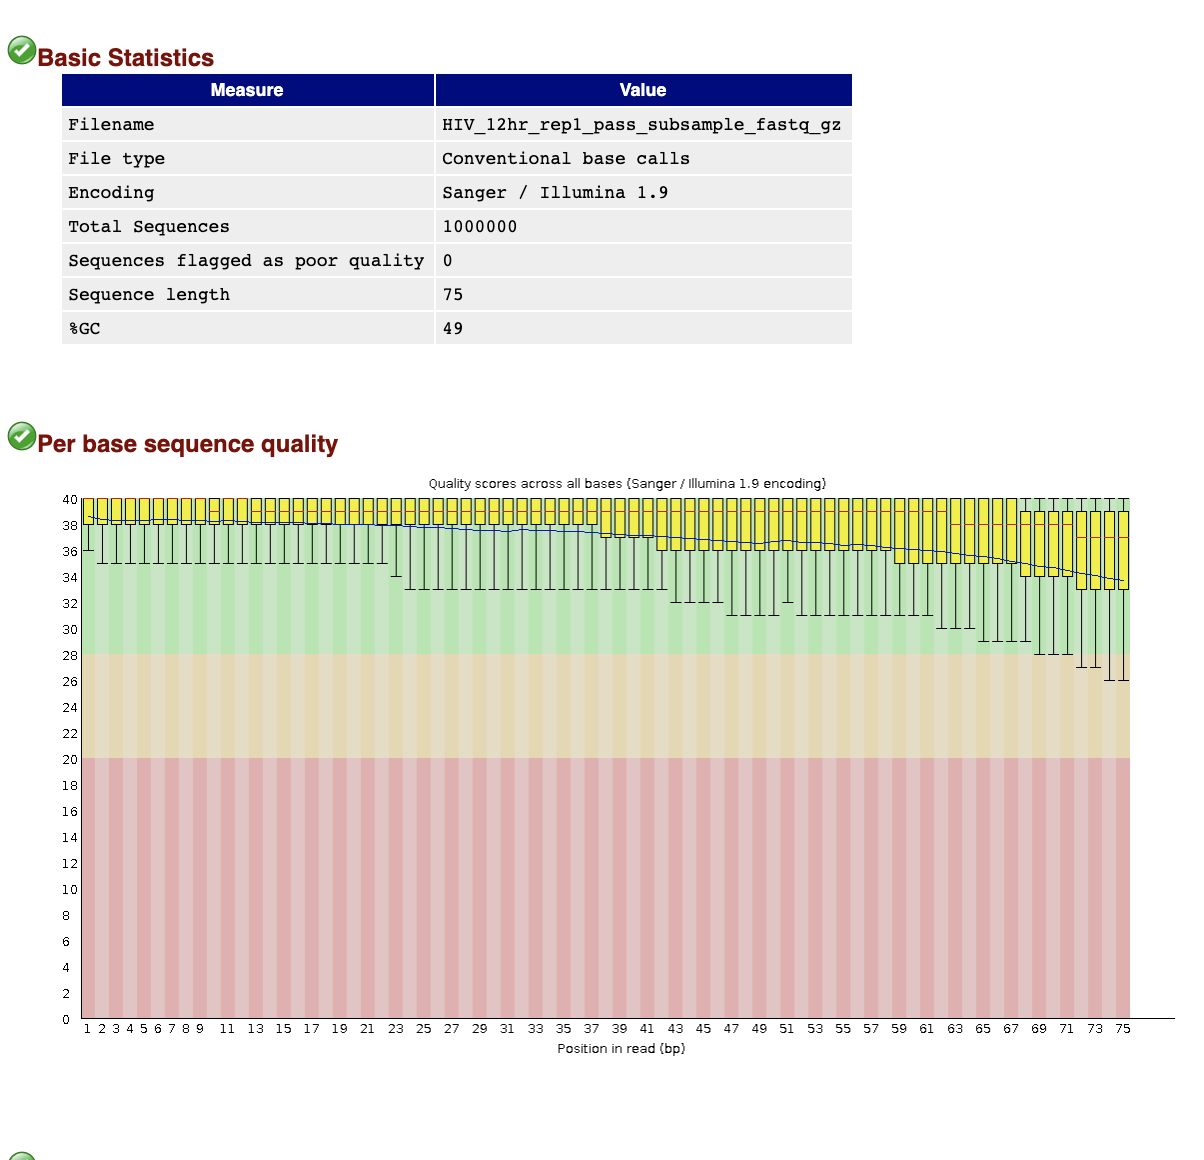 Basic Statistics
Measure Value
Filename HIV_12hr_rep1_pass_subsample_fastq_gz
File type Conventional base calls
Encoding Sanger / Illumina 1.9
Total Sequences 1000000
Sequences flagged as poor quality 0
Sequence length 75
%GC 49
Per base sequence quality
Quality scores across all bases (Sanger / Illumina 1.9 encoding)
40
38
36
34
32
30
28
26
24
22
20
18
16
14
12
10
8
6
4
2
0
1 2 3 4 5 6 7 8 9 11 13 15 17 19 21 23 25 27 29 31 33 35 37 39 41 43 45 47 49 51 53 55 57 59 61 63 65 67 69 71 73 75
Position in read (bp)